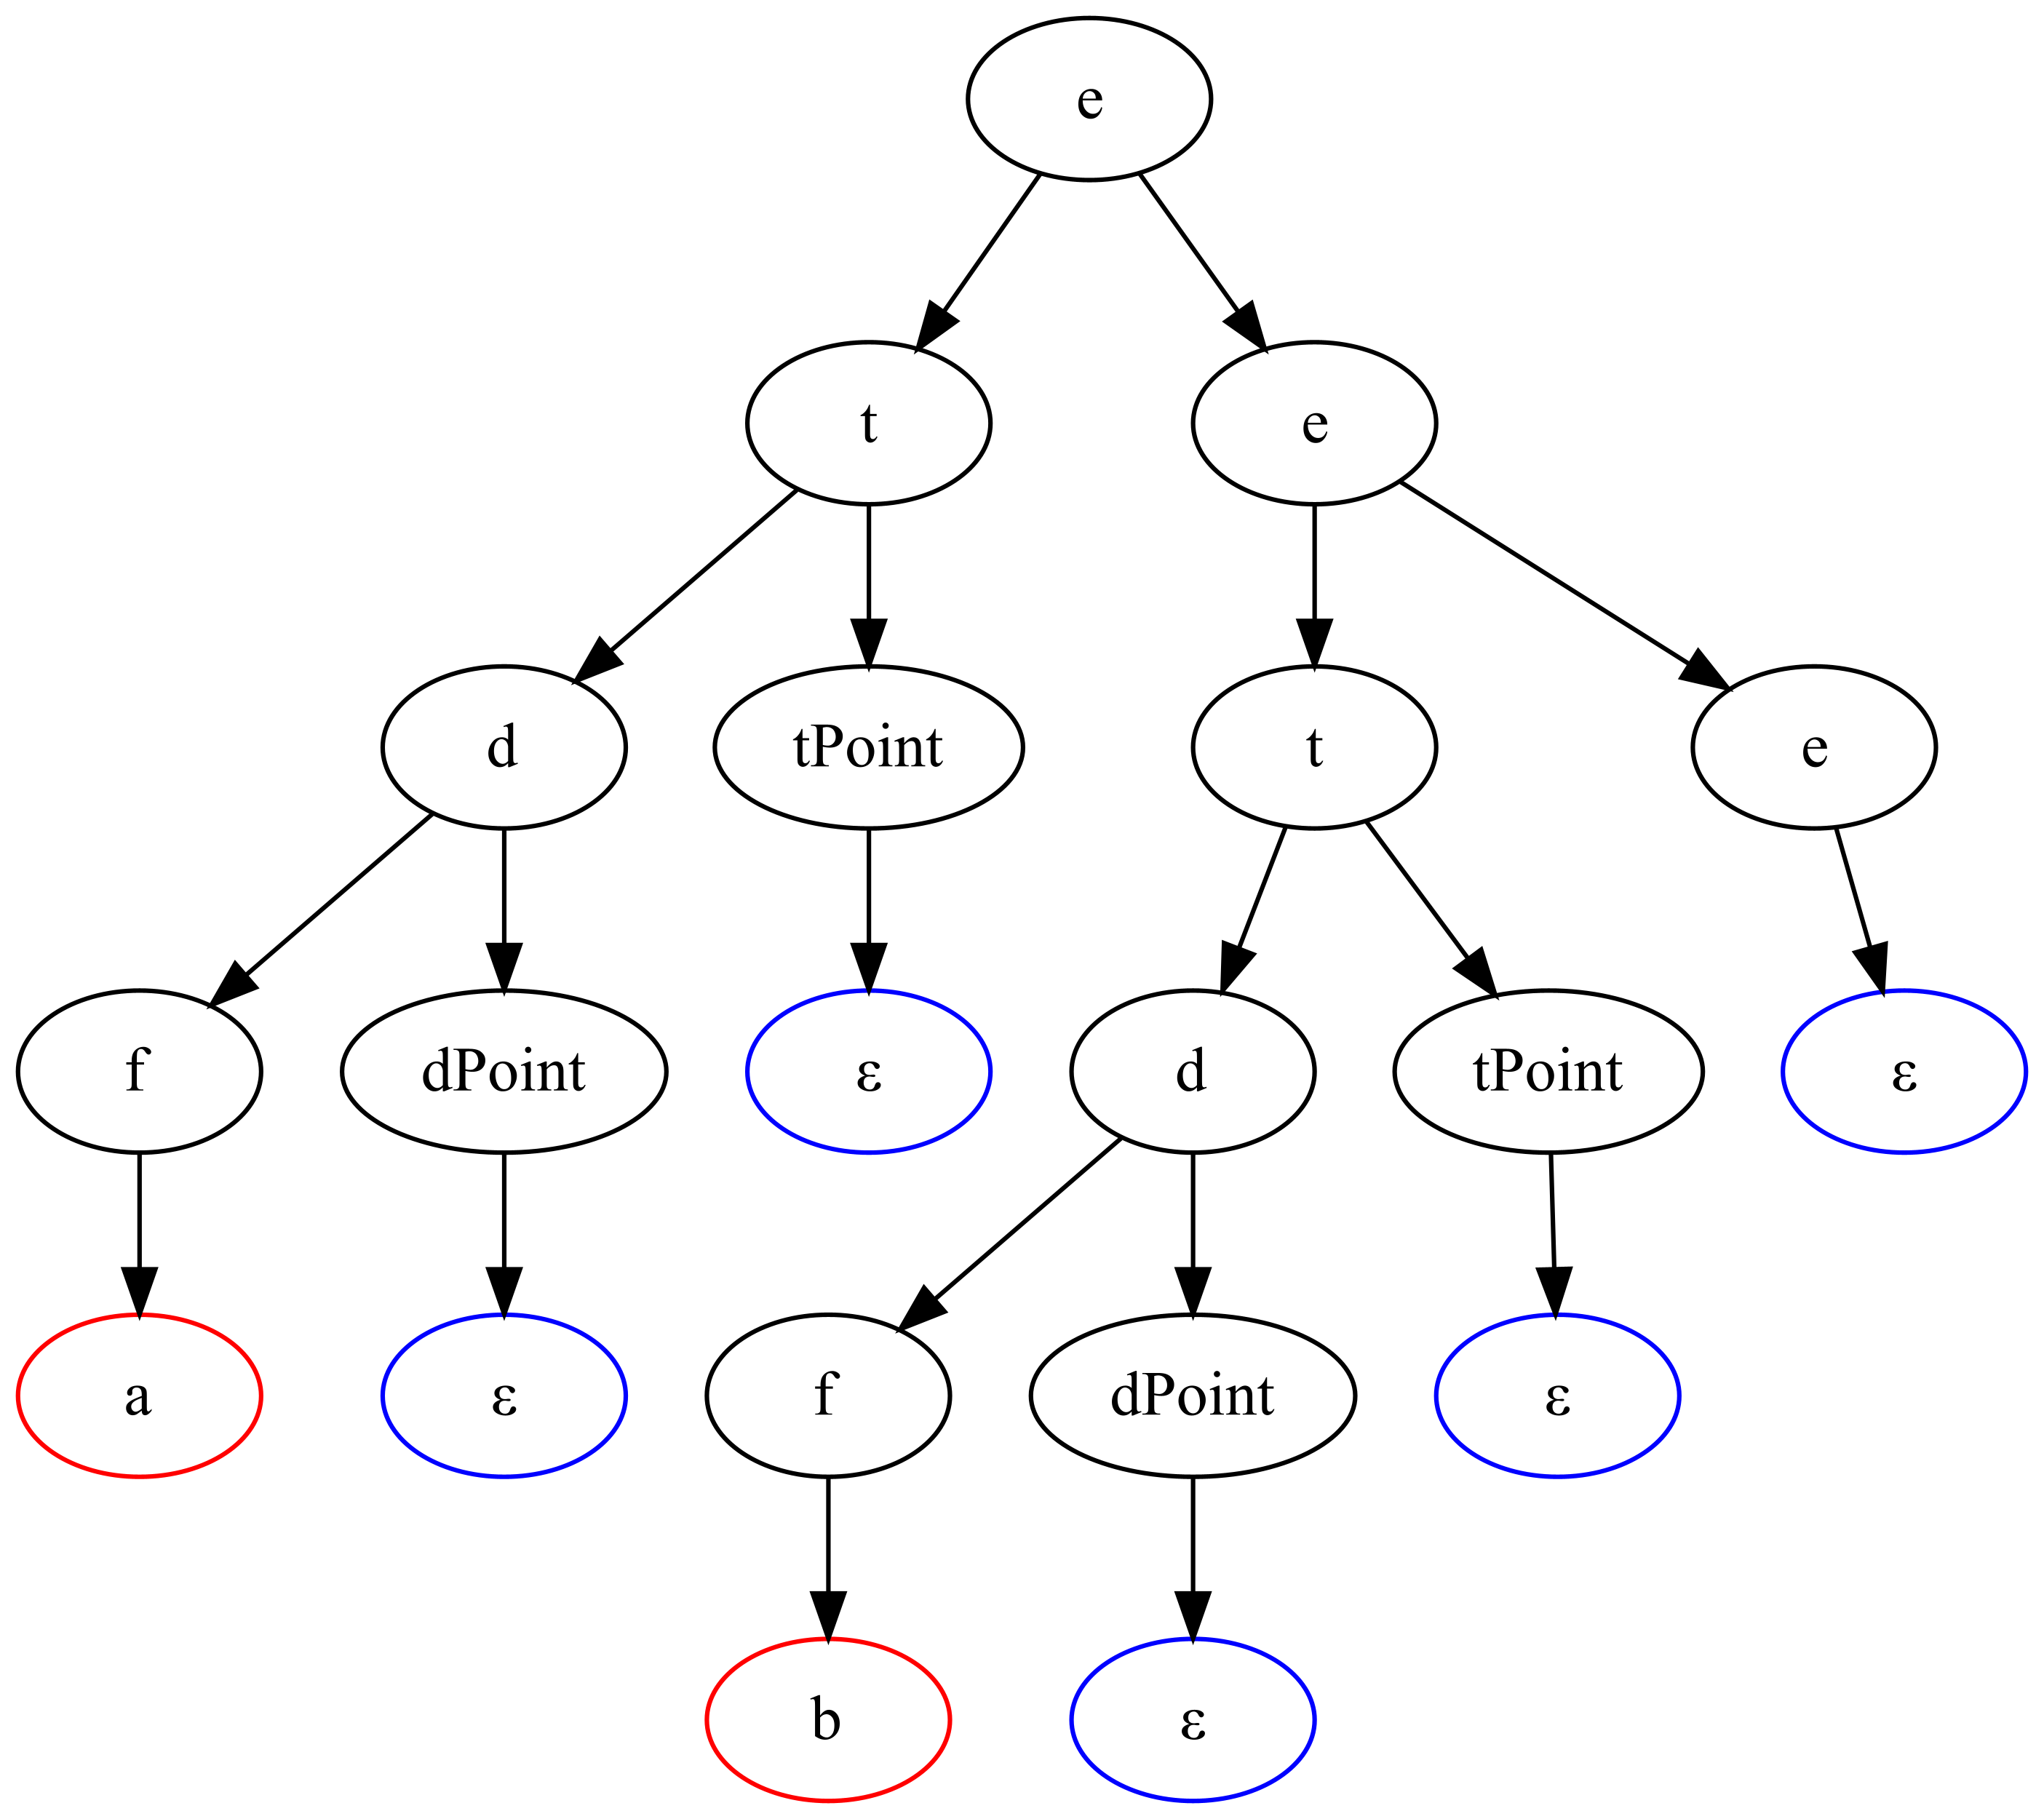 e
t e
d tPoint t e
f dPoint ε d tPoint ε
a ε f dPoint ε
b ε